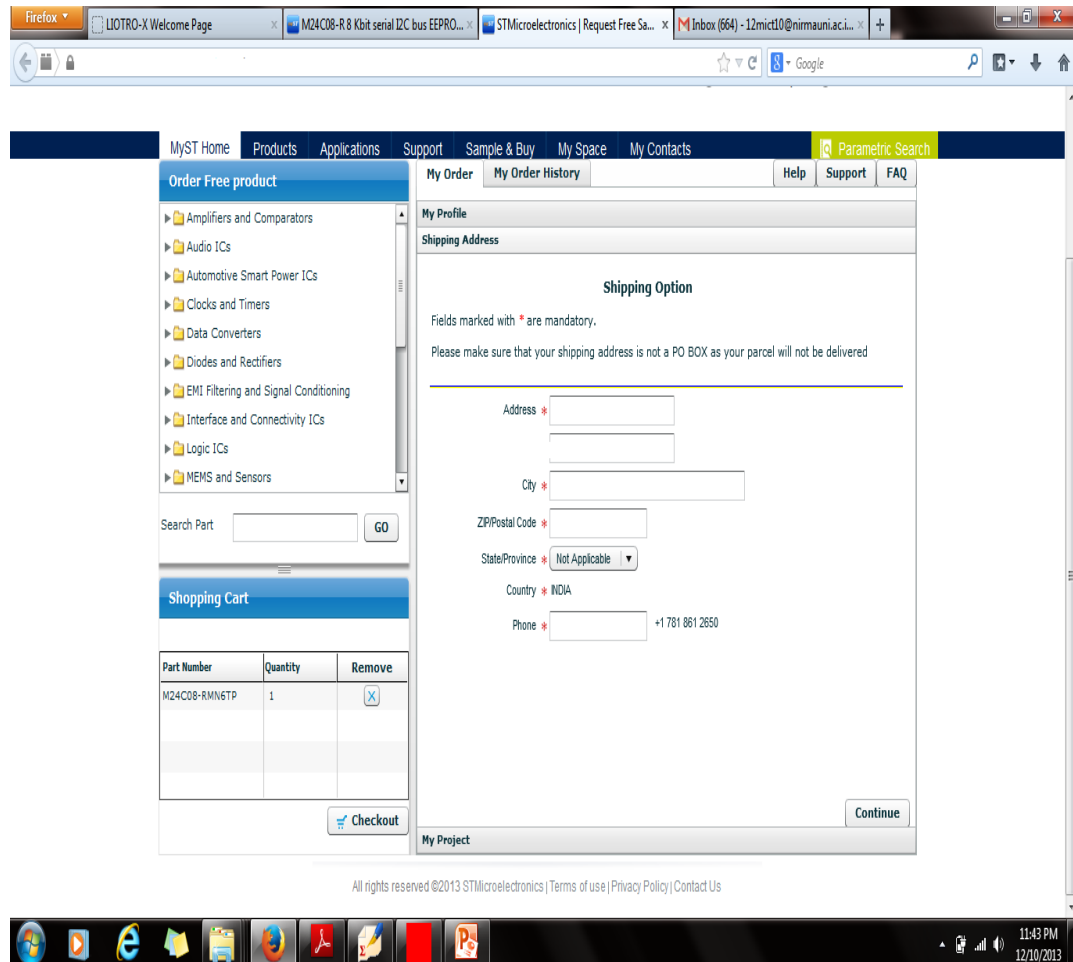 Firefox
LIOTRO-X Welcome Page
M24C08-R 8 Kbit serial I2C bus EEPRO...
STMicroelectronics | Request Free Sa...
Inbox (664) - 12mict10@nirmauni.ac.i...
Google
MyST Home Products Applications Support Sample & Buy My Space My Contacts Parametric Search
Order Free product
Amplifiers and Comparators
Audio ICs
Automotive Smart Power ICs
Clocks and Timers
Data Converters
Diodes and Rectifiers
EMI Filtering and Signal Conditioning
Interface and Connectivity ICs
Logic ICs
MEMS and Sensors
Search Part GO
Shopping Cart
Part Number Quantity Remove
M24C08-RMN6TP 1 X
Checkout
My Order My Order History Help Support FAQ
My Profile
Shipping Address
Shipping Option
Fields marked with * are mandatory.
Please make sure that your shipping address is not a PO BOX as your parcel will not be delivered
Address *
City *
ZIP/Postal Code *
State/Province * Not Applicable
Country * INDIA
Phone * +1 781 861 2650
Continue
My Project
All rights reserved ©2013 STMicroelectronics | Terms of use | Privacy Policy | Contact Us
11:43 PM
12/10/2013